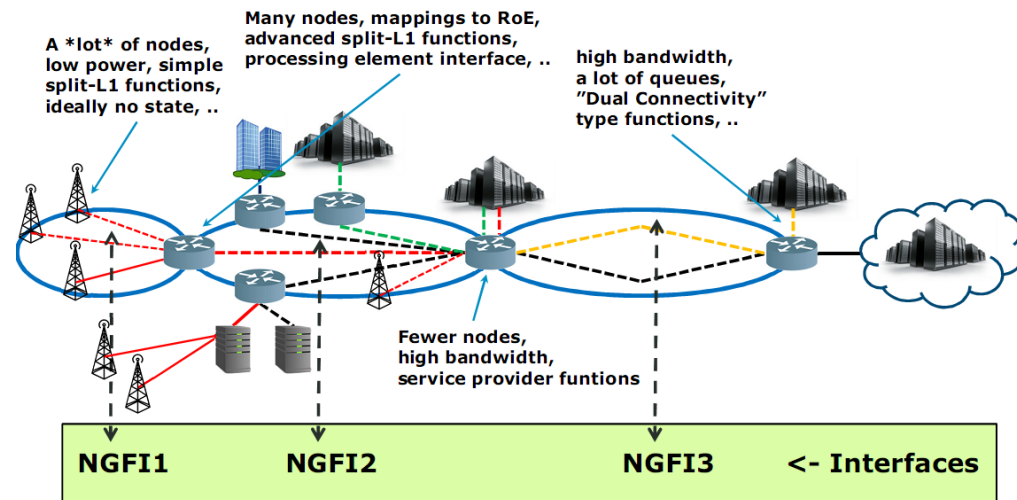 A *lot* of nodes,
low power, simple
split-L1 functions,
ideally no state, ..
Many nodes, mappings to RoE,
advanced split-L1 functions,
processing element interface, ..
high bandwidth,
a lot of queues,
”Dual Connectivity”
type functions, ..
Fewer nodes,
high bandwidth,
service provider funtions
NGFI1
NGFI2
NGFI3
<- Interfaces